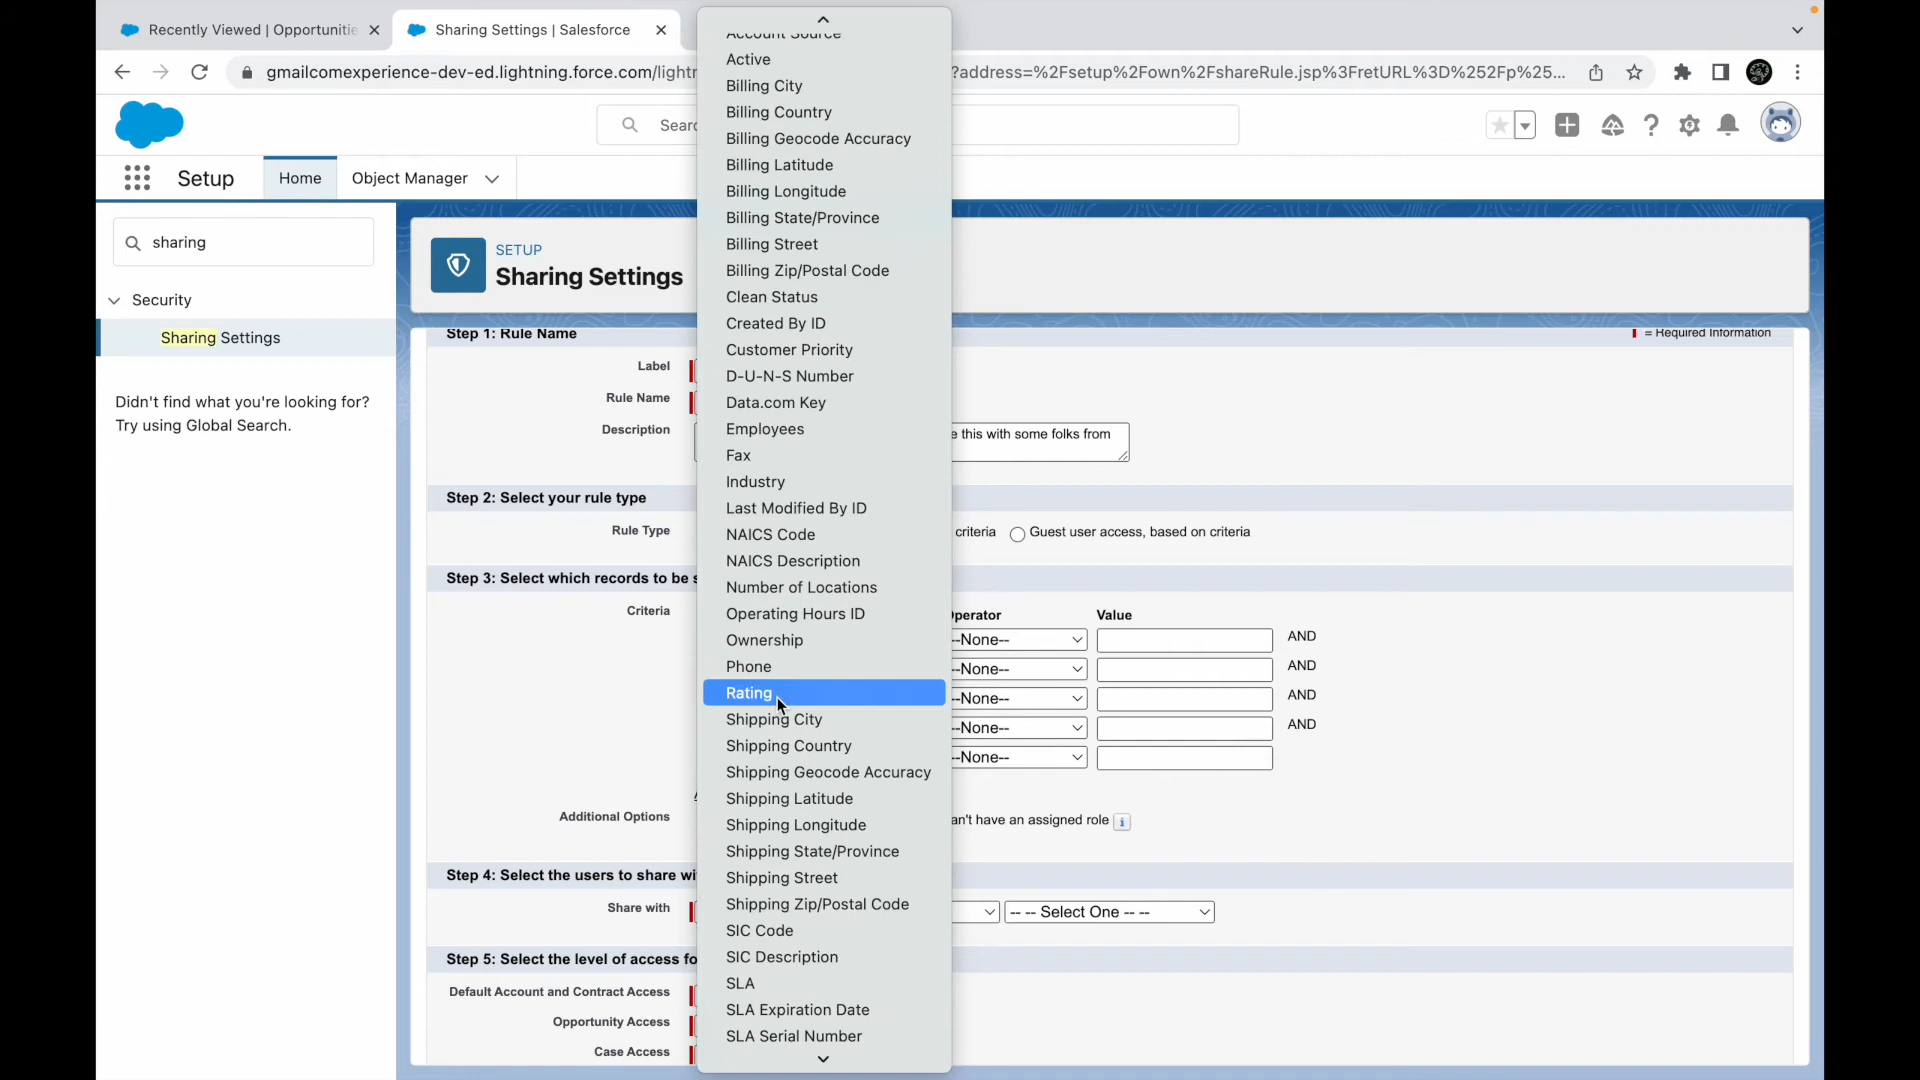 Recently Viewed | Opportunitie
Sharing Settings | Salesforce
gmailcomexperience-dev-ed.lightning.force.com/lightr
?address=%2Fsetup%2Fown%2FshareRule.jsp%3FretURL%3D%252Fp%25...
Sear
Setup
Home
Object Manager
sharing
Security
Sharing Settings
Didn't find what you're looking for?
Try using Global Search.
SETUP
Sharing Settings
Step 1: Rule Name
= Required Information
Label
Rule Name
Description
e this with some folks from
Step 2: Select your rule type
Rule Type
criteria
Guest user access, based on criteria
Step 3: Select which records to be s
Criteria
Operator
Value
--None--
AND
--None--
AND
--None--
AND
--None--
AND
--None--
Additional Options
an't have an assigned role
Step 4: Select the users to share wi
Share with
-- -- Select One -- --
Step 5: Select the level of access fo
Default Account and Contract Access
Opportunity Access
Case Access
Account Source
Active
Billing City
Billing Country
Billing Geocode Accuracy
Billing Latitude
Billing Longitude
Billing State/Province
Billing Street
Billing Zip/Postal Code
Clean Status
Created By ID
Customer Priority
D-U-N-S Number
Data.com Key
Employees
Fax
Industry
Last Modified By ID
NAICS Code
NAICS Description
Number of Locations
Operating Hours ID
Ownership
Phone
Rating
Shipping City
Shipping Country
Shipping Geocode Accuracy
Shipping Latitude
Shipping Longitude
Shipping State/Province
Shipping Street
Shipping Zip/Postal Code
SIC Code
SIC Description
SLA
SLA Expiration Date
SLA Serial Number